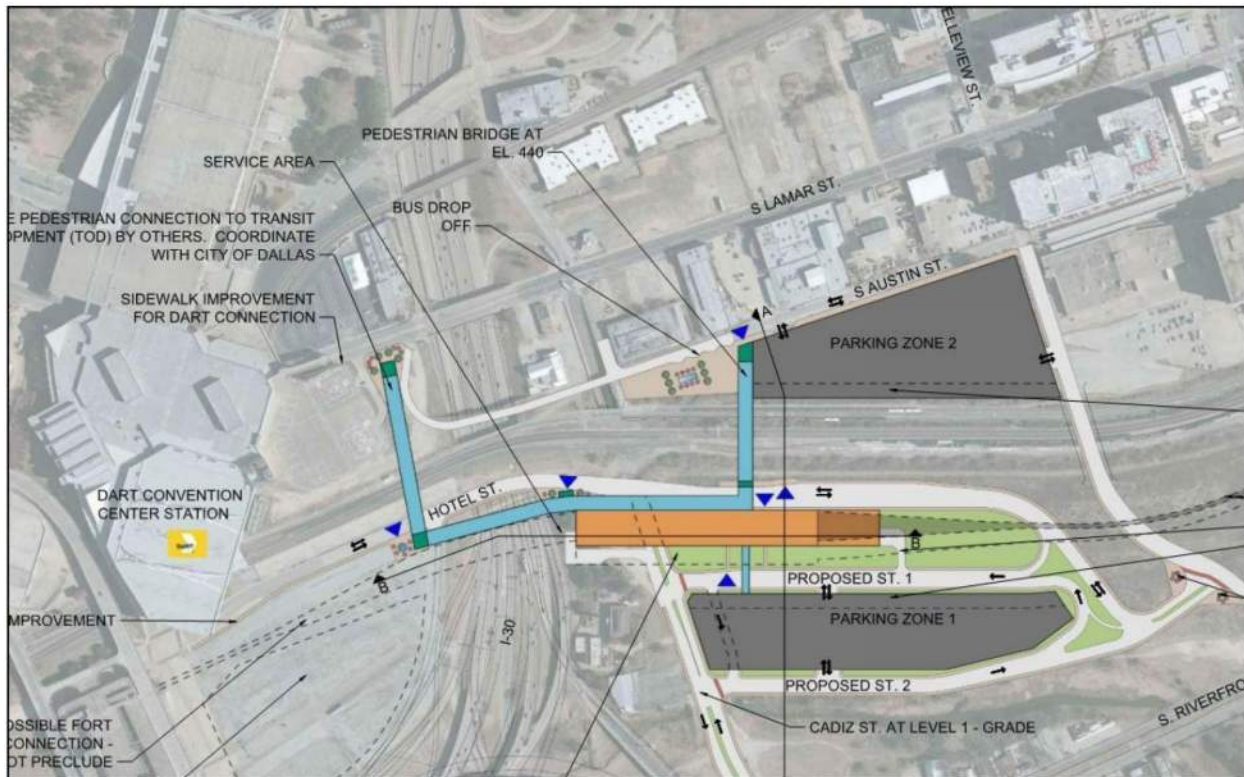 ELLEVIEW ST.
PEDESTRIAN BRIDGE AT
EL. 440
SERVICE AREA
S LAMAR ST.
BUS DROP
OFF
E PEDESTRIAN CONNECTION TO TRANSIT
OPMENT (TOD) BY OTHERS. COORDINATE
WITH CITY OF DALLAS
S AUSTIN ST.
SIDEWALK IMPROVEMENT
FOR DART CONNECTION
A
PARKING ZONE 2
HOTEL ST.
DART CONVENTION
CENTER STATION
B
B
PROPOSED ST. 1
IMPROVEMENT
PARKING ZONE 1
I-30
PROPOSED ST. 2
OSSIBLE FORT
CONNECTION -
OT PRECLUDE
CADIZ ST. AT LEVEL 1 - GRADE
S. RIVERFRO